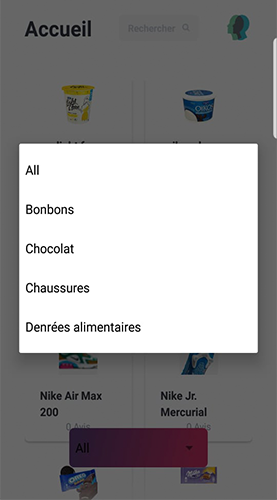 Accueil
Rechercher
All
Bonbons
Chocolat
Chaussures
Denrées alimentaires
Nike Air Max
200
Nike Jr.
Mercurial
0 Avis
0 Avis
All